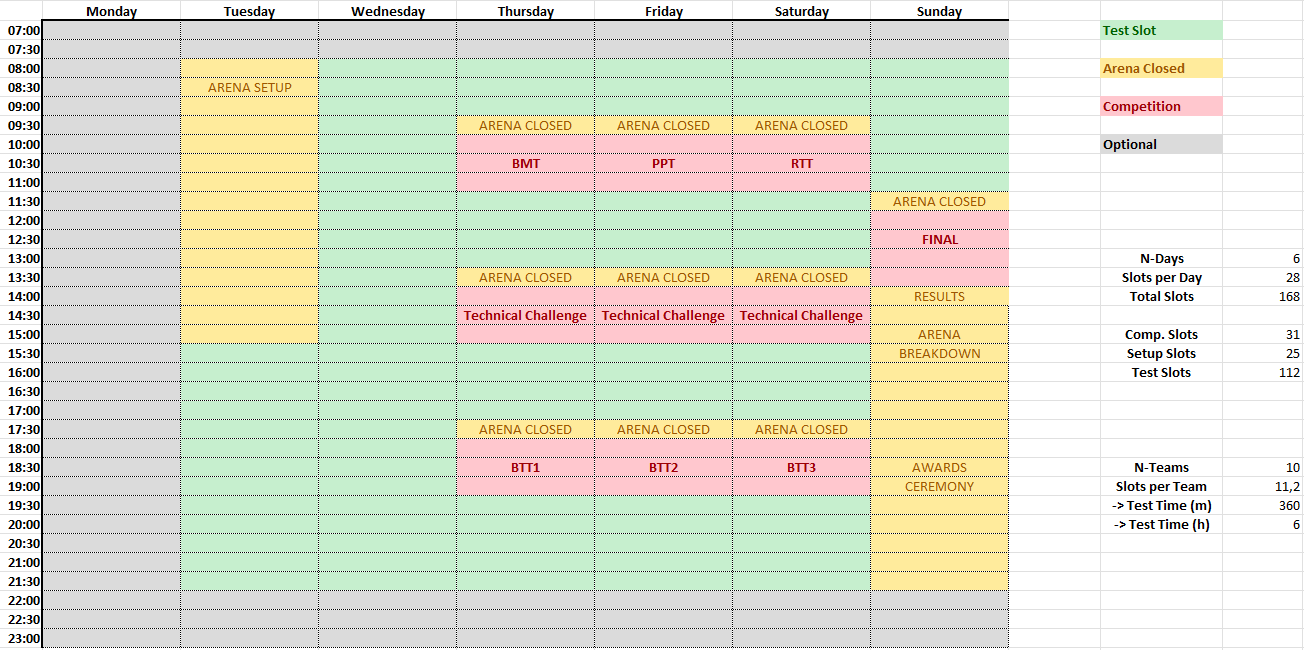 Monday Tuesday Wednesday Thursday Friday Saturday Sunday
07:00 Test Slot
07:30
08:00 Arena Closed
08:30 ARENA SETUP
09:00 Competition
09:30 ARENA CLOSED ARENA CLOSED ARENA CLOSED
10:00 Optional
10:30 BMT PPT RTT
11:00
11:30 ARENA CLOSED
12:00
12:30 FINAL
13:00 N-Days 6
13:30 ARENA CLOSED ARENA CLOSED ARENA CLOSED Slots per Day 28
14:00 RESULTS Total Slots 168
14:30 Technical Challenge Technical Challenge Technical Challenge
15:00 ARENA Comp. Slots 31
15:30 BREAKDOWN Setup Slots 25
16:00 Test Slots 112
16:30
17:00
17:30 ARENA CLOSED ARENA CLOSED ARENA CLOSED
18:00
18:30 BTT1 BTT2 BTT3 AWARDS N-Teams 10
19:00 CEREMONY Slots per Team 11,2
19:30 -> Test Time (m) 360
20:00 -> Test Time (h) 6
20:30
21:00
21:30
22:00
22:30
23:00